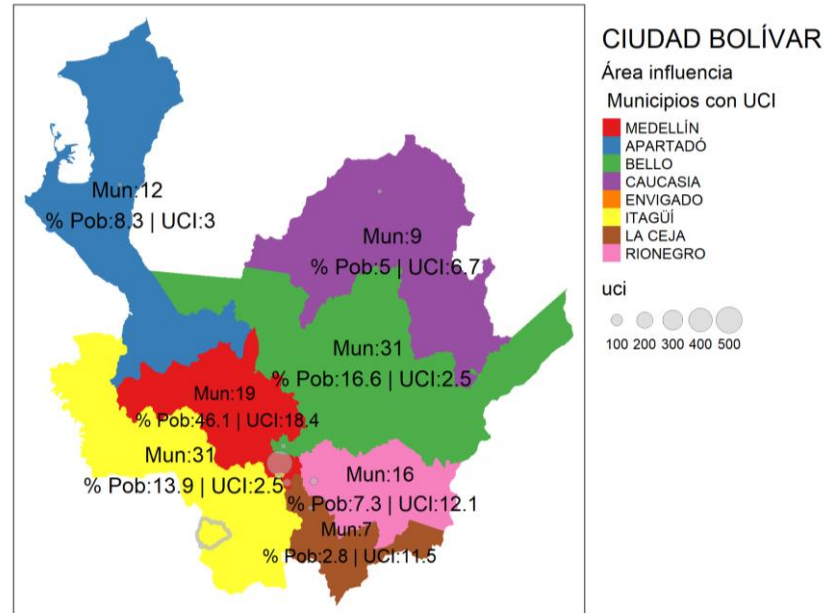 CIUDAD BOLÍVAR
Área influencia
Municipios con UCI
MEDELLÍN
APARTADÓ
BELLO
CAUCASIA
ENVIGADO
ITAGÜÍ
LA CEJA
RIONEGRO
uci
100 200 300 400 500
Mun:12
% Pob:8.3 | UCI:3
Mun:9
% Pob:5 | UCI:6.7
Mun:31
% Pob:16.6 | UCI:2.5
Mun:19
% Pob:46.1 | UCI:18.4
Mun:31
% Pob:13.9 | UCI:2.5
Mun:16
% Pob:7.3 | UCI:12.1
Mun:7
% Pob:2.8 | UCI:11.5